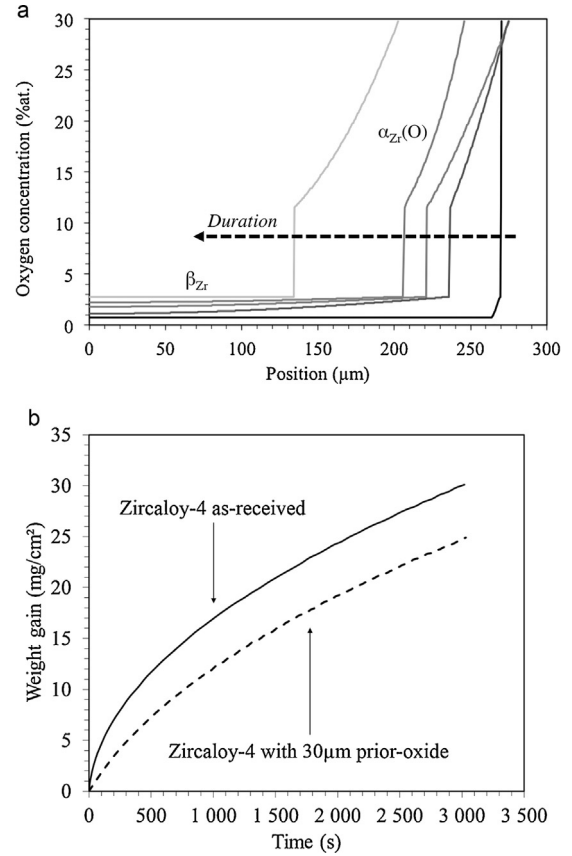 a
30
25
20
15
10
5
0
Oxygen concentration (%at.)
α_Zr(O)
Duration
β_Zr
0 50 100 150 200 250 300
Position (µm)
b
35
30
25
20
15
10
5
0
Weight gain (mg/cm²)
Zircaloy-4 as-received
Zircaloy-4 with 30µm prior-oxide
0 500 1 000 1 500 2 000 2 500 3 000 3 500
Time (s)